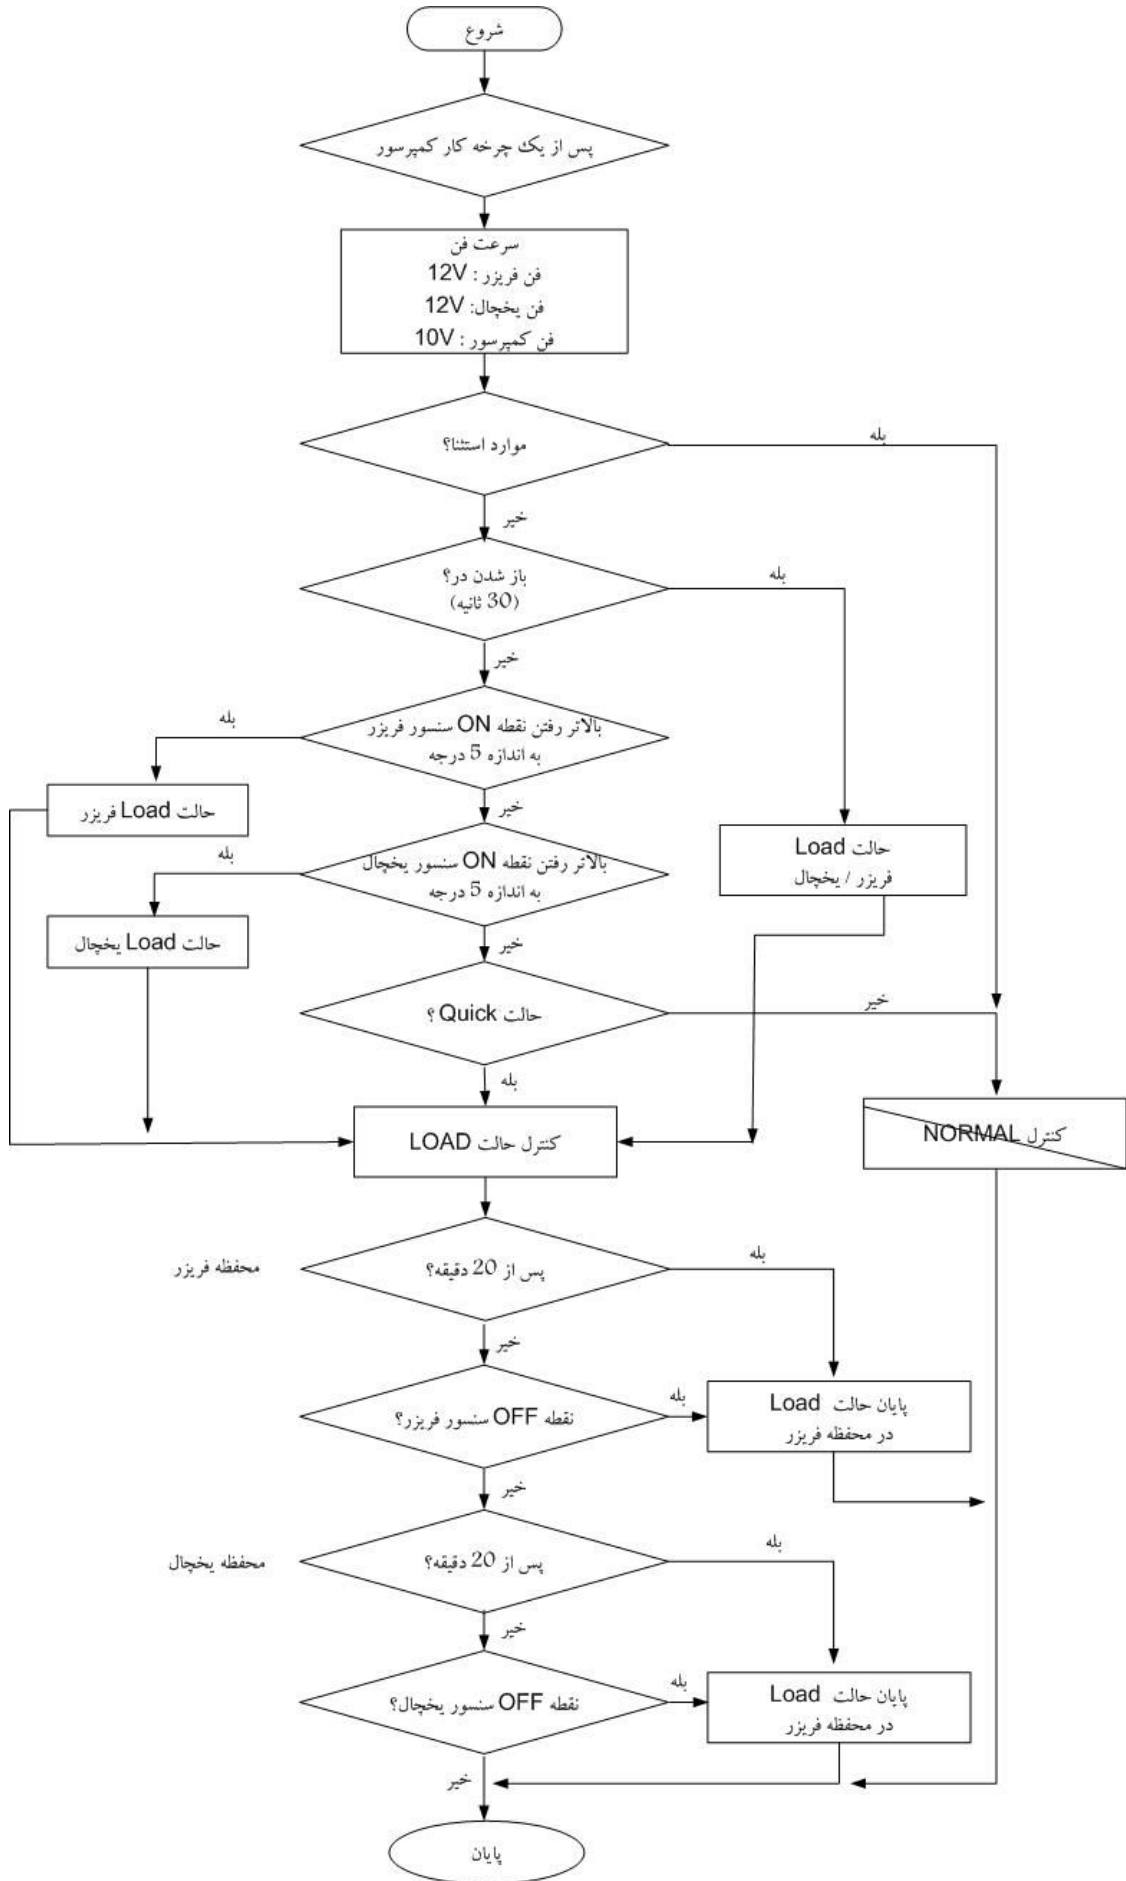 شروع
پس از یک چرخه کار کمپرسور
سرعت فن
فن فریزر : 12V
فن یخچال: 12V
فن کمپرسور : 10V
موارد استثنا؟
بله
خیر
باز شدن در؟
(30 ثانیه)
بله
خیر
بالاتر رفتن نقطه ON سنسور فریزر
به اندازه 5 درجه
بله
حالت Load فریزر
خیر
بالاتر رفتن نقطه ON سنسور یخچال
به اندازه 5 درجه
بله
حالت Load
فریزر / یخچال
حالت Load یخچال
خیر
حالت Quick ؟
خیر
بله
کنترل حالت LOAD
کنترل NORMAL
محفظه فریزر
پس از 20 دقیقه؟
بله
خیر
نقطه OFF سنسور فریزر؟
بله
پایان حالت Load
در محفظه فریزر
خیر
محفظه یخچال
پس از 20 دقیقه؟
بله
خیر
نقطه OFF سنسور یخچال؟
بله
پایان حالت Load
در محفظه فریزر
خیر
پایان